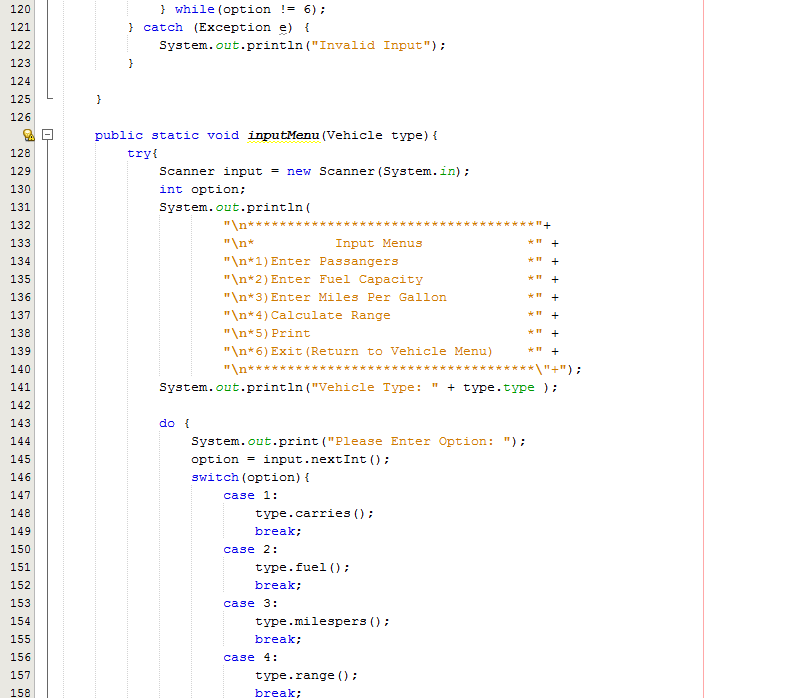 120 } while(option != 6);
121 } catch (Exception e) {
122 System.out.println("Invalid Input");
123 }
124
125 }
126
public static void inputMenu(Vehicle type){
128 try{
129 Scanner input = new Scanner(System.in);
130 int option;
131 System.out.println(
132 "\n************************************"+
133 "\n*          Input Menus             *" +
134 "\n*1)Enter Passangers                *" +
135 "\n*2)Enter Fuel Capacity             *" +
136 "\n*3)Enter Miles Per Gallon          *" +
137 "\n*4)Calculate Range                 *" +
138 "\n*5)Print                           *" +
139 "\n*6)Exit(Return to Vehicle Menu)    *" +
140 "\n************************************\"+");
141 System.out.println("Vehicle Type: " + type.type );
142
143 do {
144 System.out.print("Please Enter Option: ");
145 option = input.nextInt();
146 switch(option){
147 case 1:
148 type.carries();
149 break;
150 case 2:
151 type.fuel();
152 break;
153 case 3:
154 type.milespers();
155 break;
156 case 4:
157 type.range();
158 break;